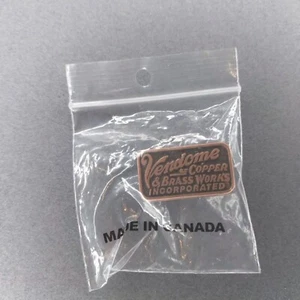 Vendome
COPPER
& BRASS WORKS
INCORPORATED
MADE IN CANADA